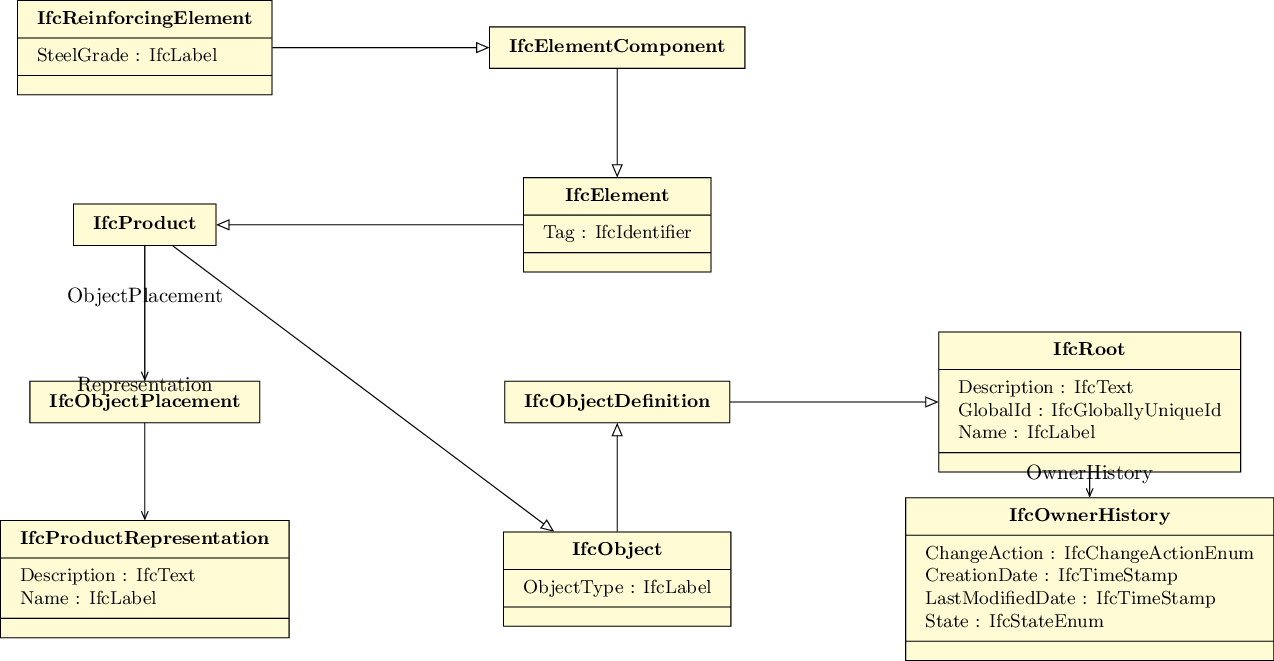 IfcReinforcingElement
SteelGrade : IfcLabel
IfcElementComponent
IfcElement
Tag : IfcIdentifier
IfcProduct
ObjectPlacement
Representation
IfcObjectPlacement
IfcObjectDefinition
IfcRoot
Description : IfcText
GlobalId : IfcGloballyUniqueId
Name : IfcLabel
OwnerHistory
IfcProductRepresentation
Description : IfcText
Name : IfcLabel
IfcObject
ObjectType : IfcLabel
IfcOwnerHistory
ChangeAction : IfcChangeActionEnum
CreationDate : IfcTimeStamp
LastModifiedDate : IfcTimeStamp
State : IfcStateEnum